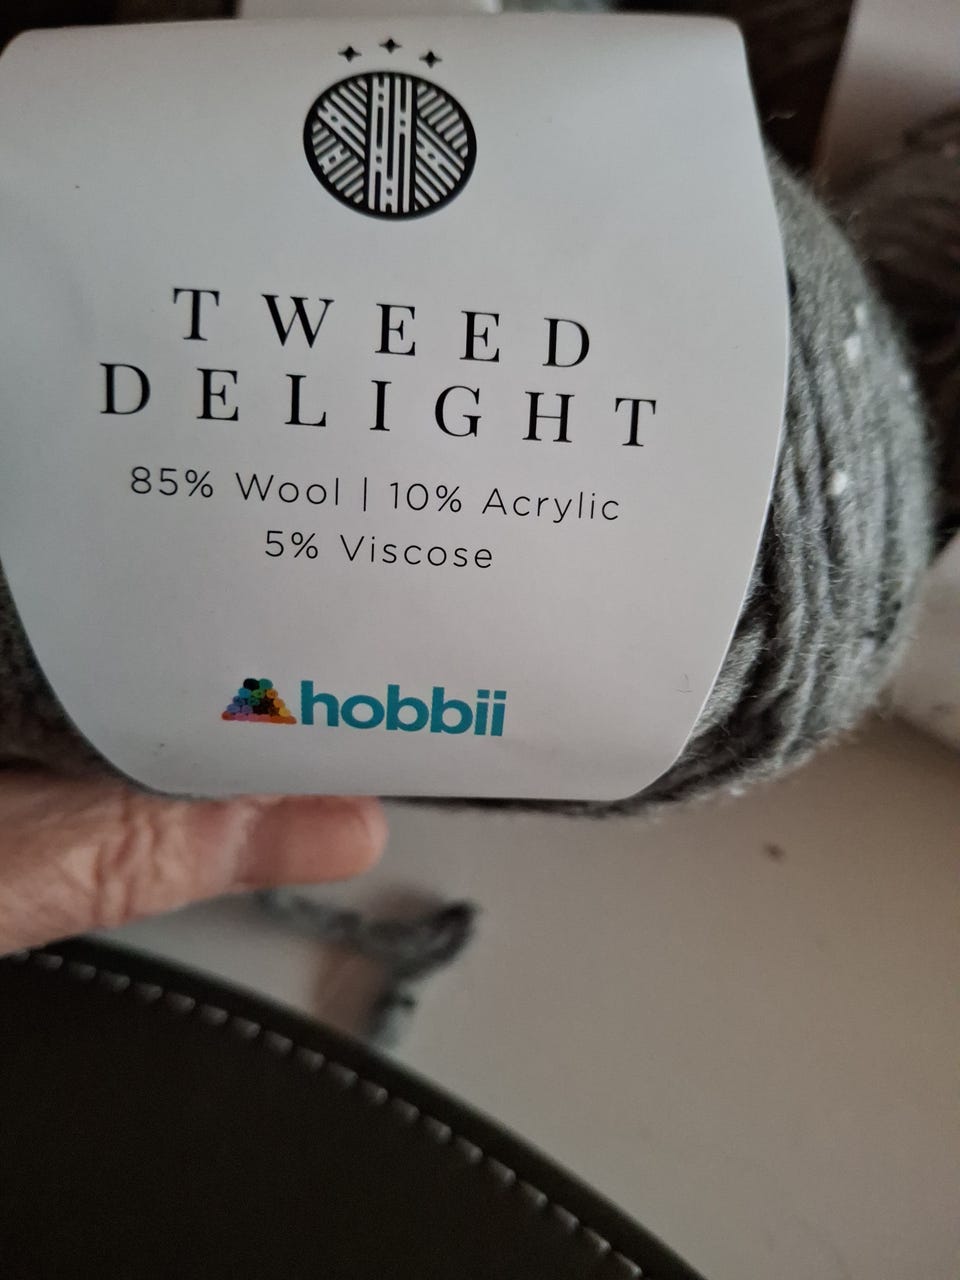 TWEED
DELIGHT
85% Wool | 10% Acrylic
5% Viscose
hobbii